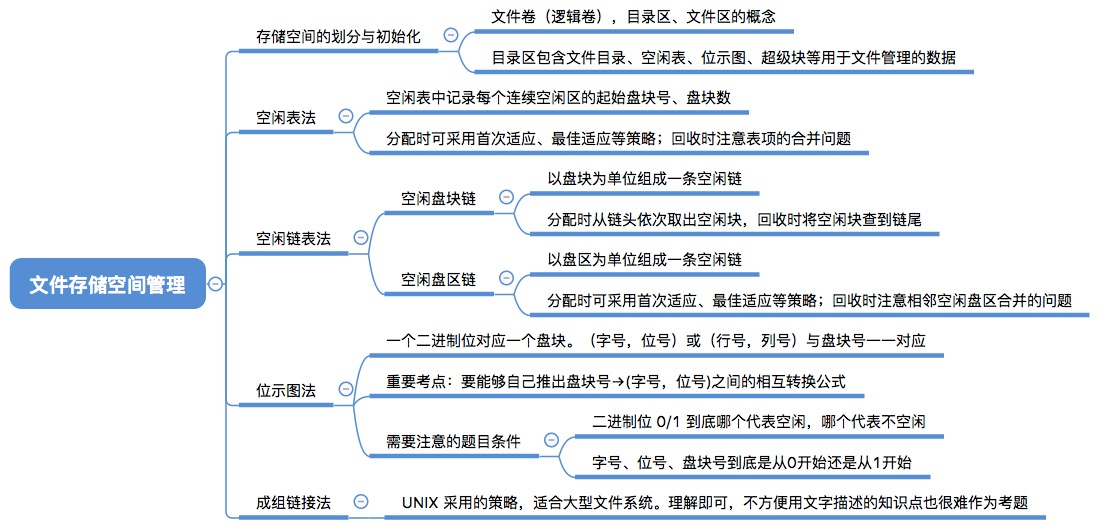 文件卷（逻辑卷），目录区、文件区的概念
存储空间的划分与初始化
目录区包含文件目录、空闲表、位示图、超级块等用于文件管理的数据
空闲表中记录每个连续空闲区的起始盘块号、盘块数
空闲表法
分配时可采用首次适应、最佳适应等策略；回收时注意表项的合并问题
以盘块为单位组成一条空闲链
空闲盘块链
分配时从链头依次取出空闲块，回收时将空闲块查到链尾
空闲链表法
以盘区为单位组成一条空闲链
空闲盘区链
文件存储空间管理
分配时可采用首次适应、最佳适应等策略；回收时注意相邻空闲盘区合并的问题
一个二进制位对应一个盘块。（字号，位号）或（行号，列号）与盘块号一一对应
位示图法
重要考点：要能够自己推出盘块号→(字号，位号)之间的相互转换公式
二进制位 0/1 到底哪个代表空闲，哪个代表不空闲
需要注意的题目条件
字号、位号、盘块号到底是从0开始还是从1开始
成组链接法
UNIX 采用的策略，适合大型文件系统。理解即可，不方便用文字描述的知识点也很难作为考题